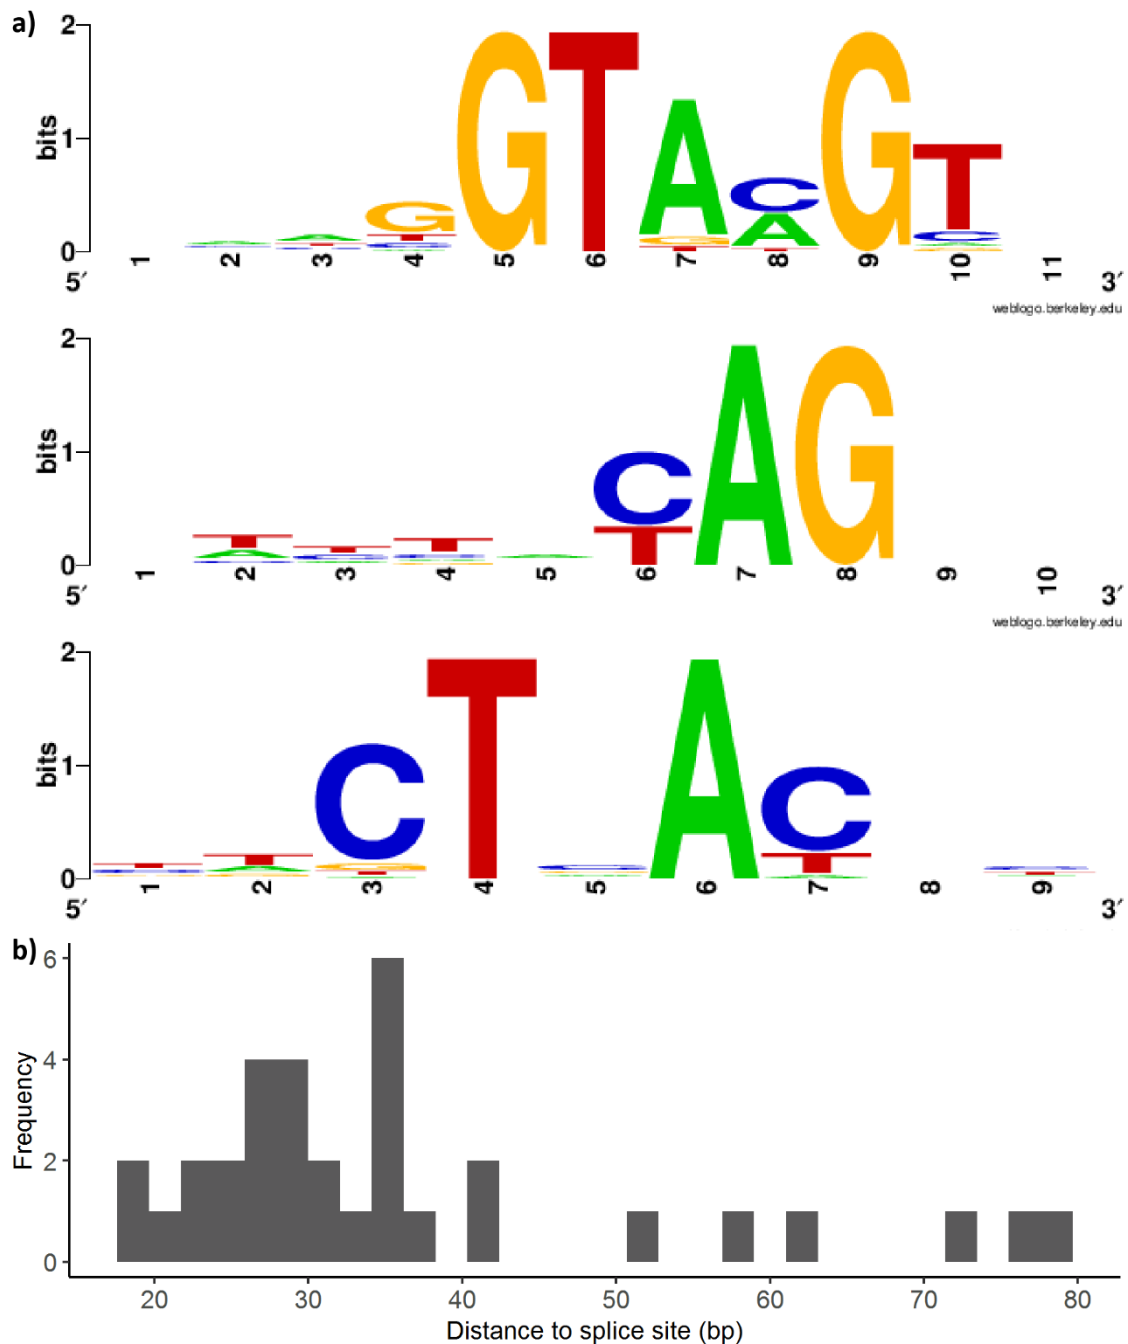 a)
2
1
0
bits
GTACGT
GTACAG
CT
1 2 3 4 5 6 7 8 9 10 11
5′ 3′
weblogo.berkeley.edu
2
1
0
bits
T T T C A G
A T
1 2 3 4 5 6 7 8 9 10
5′ 3′
weblogo.berkeley.edu
2
1
0
bits
T T C T A C
T
1 2 3 4 5 6 7 8 9
5′ 3′
b)
6
4
2
0
Frequency
20 30 40 50 60 70 80
Distance to splice site (bp)